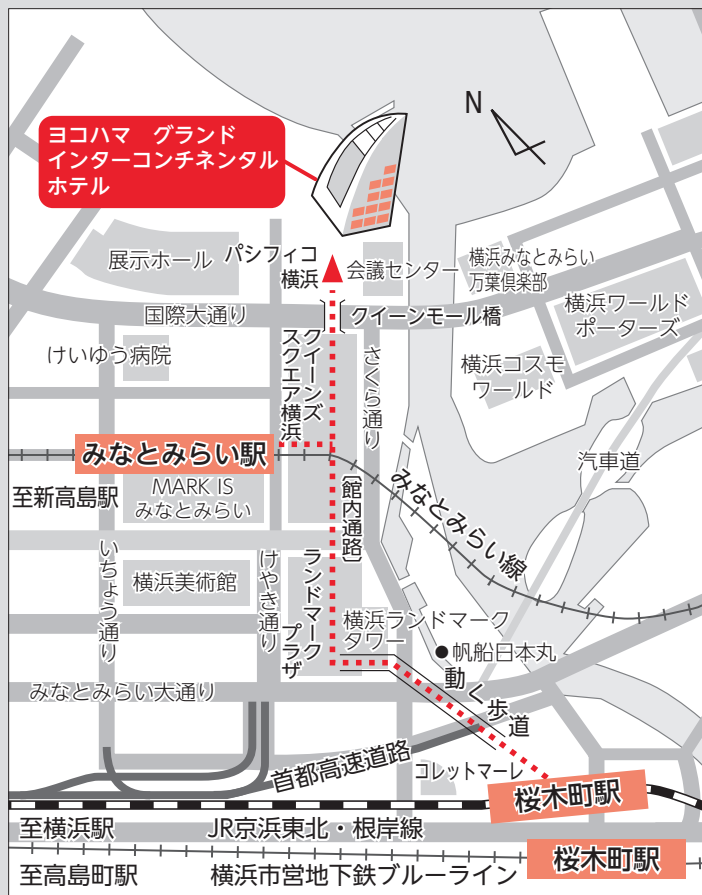 N
ヨコハマ　グランド
インターコンチネンタル
ホテル
展示ホール
パシフィコ
横浜
会議センター
横浜みなとみらい
万葉倶楽部
国際大通り
クイーンモール橋
横浜ワールド
ポーターズ
けいゆう病院
クイーンズ
スクエア横浜
さくら通り
横浜コスモ
ワールド
みなとみらい駅
汽車道
至新高島駅
MARK IS
みなとみらい
〔館内通路〕
みなとみらい線
いちょう通り
横浜美術館
けやき通り
ランドマーク
プラザ
横浜ランドマーク
タワー
帆船日本丸
みなとみらい大通り
動く歩道
首都高速道路
コレットマーレ
桜木町駅
至横浜駅
JR京浜東北・根岸線
桜木町駅
至高島町駅
横浜市営地下鉄ブルーライン